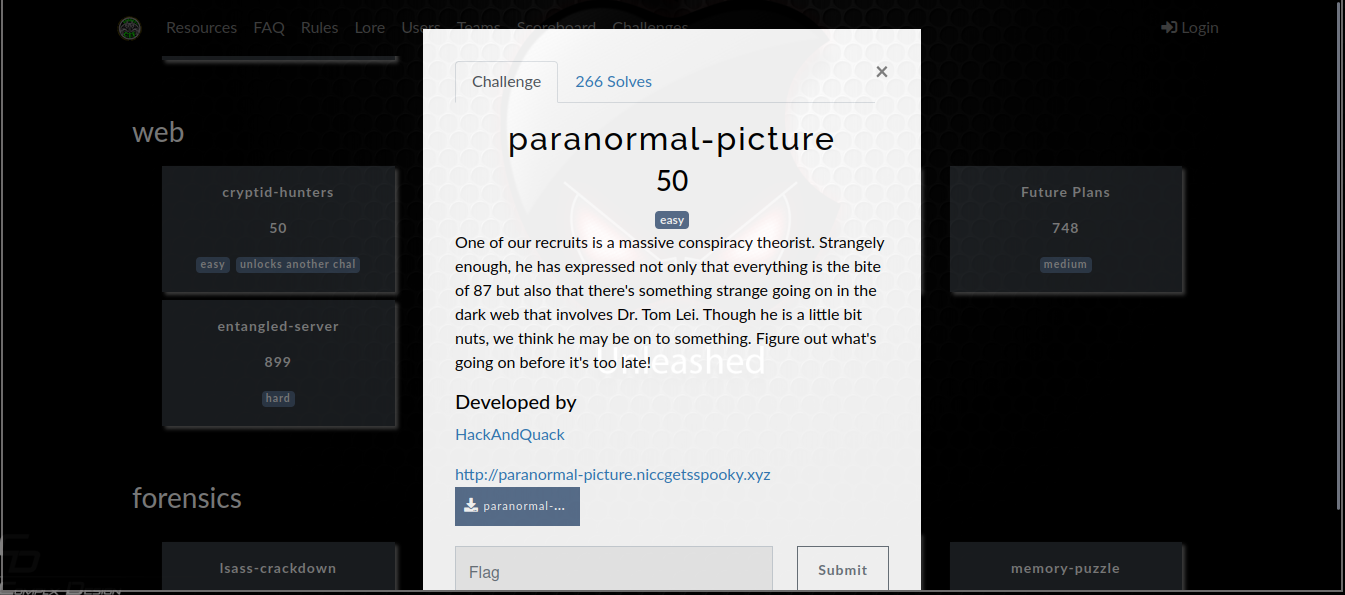 Resources FAQ Rules Lore Users Teams Scoreboard Challenges Login
Challenge 266 Solves ×
web
paranormal-picture
50
easy
cryptid-hunters
50
easy unlocks another chal
Future Plans
748
medium
One of our recruits is a massive conspiracy theorist. Strangely
enough, he has expressed not only that everything is the bite
of 87 but also that there's something strange going on in the
dark web that involves Dr. Tom Lei. Though he is a little bit
nuts, we think he may be on to something. Figure out what's
going on before it's too late!
Unleashed
entangled-server
899
hard
Developed by
HackAndQuack
http://paranormal-picture.niccgetsspooky.xyz
paranormal-...
forensics
Flag
Submit
lsass-crackdown
memory-puzzle